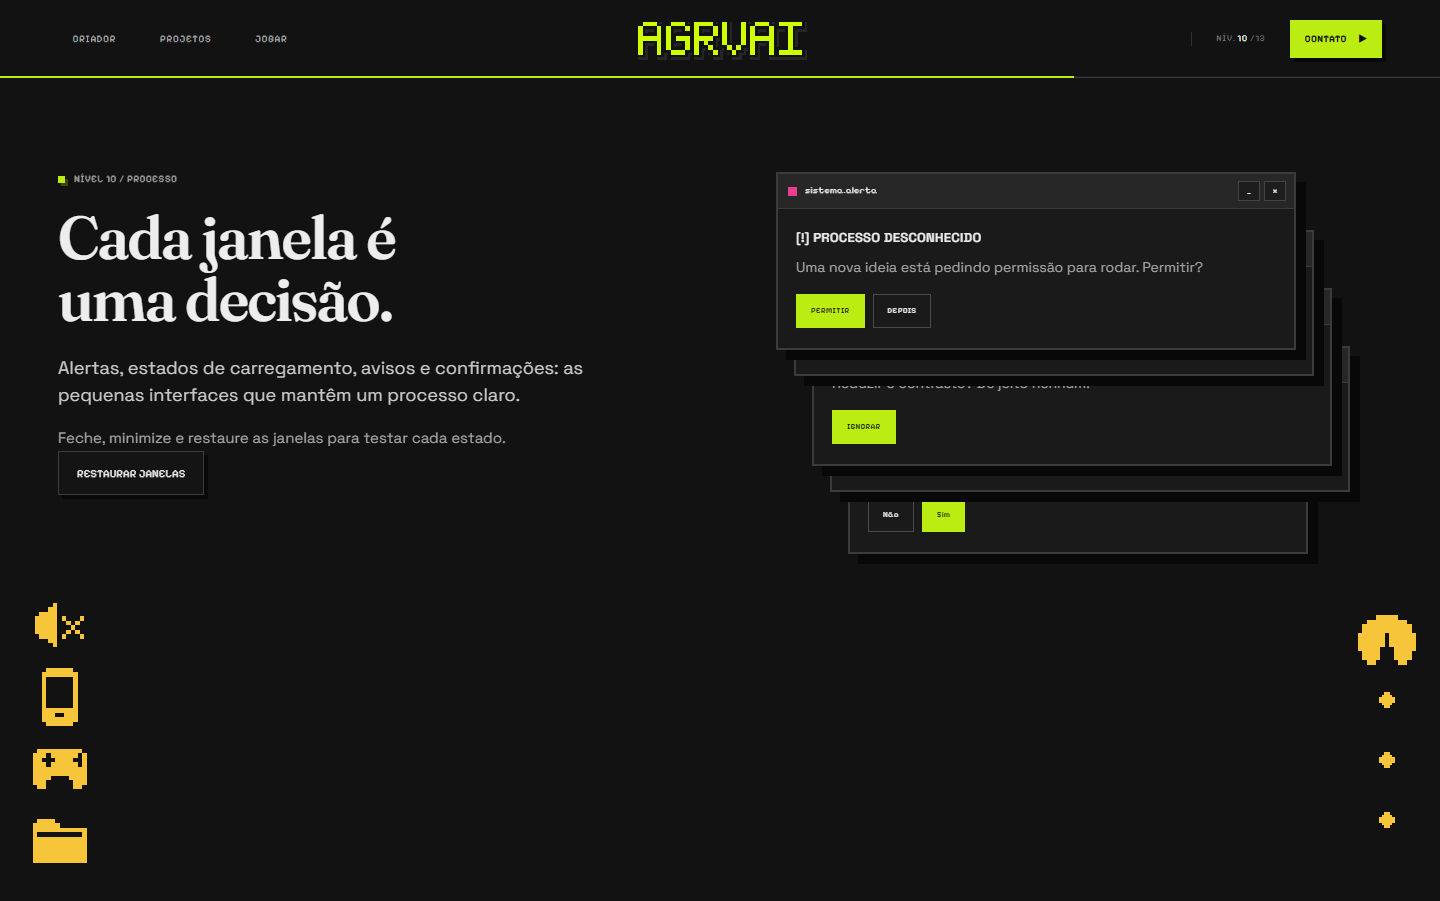 CRIADOR
PROJETOS
JOGAR
AGRVAI
NÍV. 10 / 13
CONTATO
NÍVEL 10 / PROCESSO
Cada janela é
uma decisão.
Alertas, estados de carregamento, avisos e confirmações: as
pequenas interfaces que mantêm um processo claro.
Feche, minimize e restaure as janelas para testar cada estado.
RESTAURAR JANELAS
sistema.alerta
[!] PROCESSO DESCONHECIDO
Uma nova ideia está pedindo permissão para rodar. Permitir?
PERMITIR
DEPOIS
IGNORAR
Não
Sim